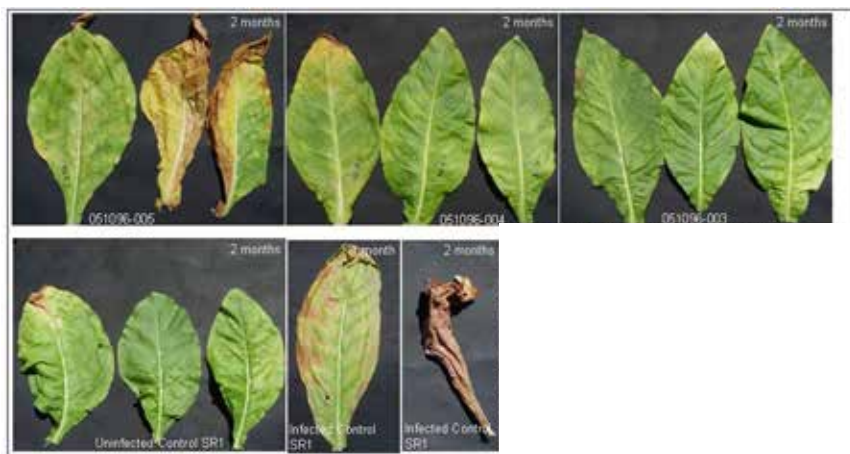 2 months
2 months
2 months
051096-005
051096-004
051096-003
2 months
month
2 months
Uninfected Control SR1
Infected Control
SR1
Infected Control
SR1